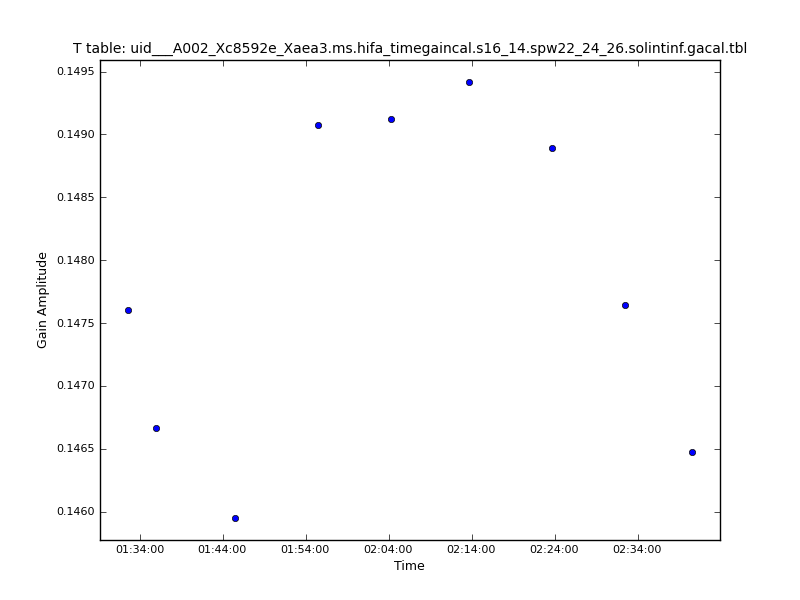 T table: uid___A002_Xc8592e_Xaea3.ms.hifa_timegaincal.s16_14.spw22_24_26.solintinf.gacal.tbl
0.1495
0.1490
0.1485
0.1480
0.1475
0.1470
0.1465
0.1460
Gain Amplitude
01:34:00 01:44:00 01:54:00 02:04:00 02:14:00 02:24:00 02:34:00
Time